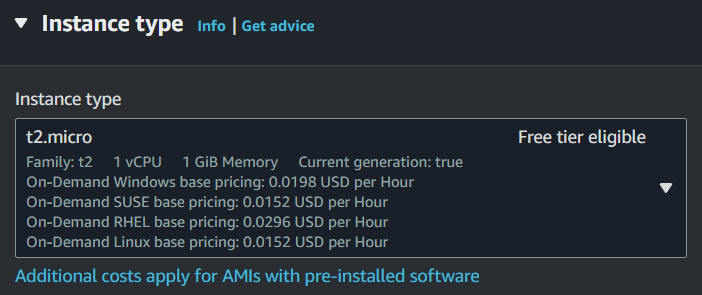 Instance type Info | Get advice
Instance type
t2.micro Free tier eligible
Family: t2 1 vCPU 1 GiB Memory Current generation: true
On-Demand Windows base pricing: 0.0198 USD per Hour
On-Demand SUSE base pricing: 0.0152 USD per Hour
On-Demand RHEL base pricing: 0.0296 USD per Hour
On-Demand Linux base pricing: 0.0152 USD per Hour
Additional costs apply for AMIs with pre-installed software